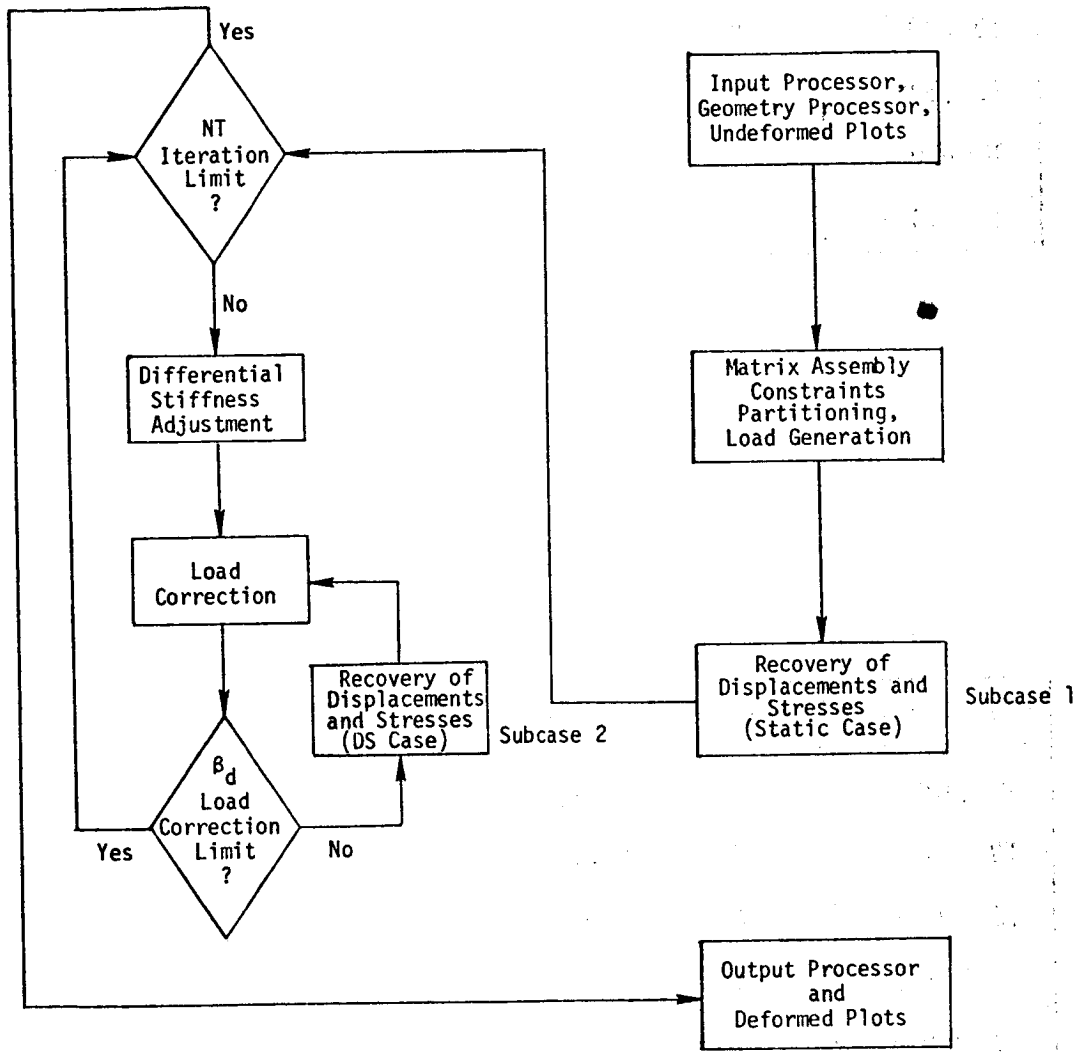 Yes
NT
Iteration
Limit
?
No
Differential
Stiffness
Adjustment
Load
Correction
Recovery of
Displacements
and Stresses
(DS Case)
Subcase 2
βd
Load
Correction
Limit
?
Yes
No
Input Processor,
Geometry Processor,
Undeformed Plots
Matrix Assembly
Constraints
Partitioning,
Load Generation
Recovery of
Displacements and
Stresses
(Static Case)
Subcase 1
Output Processor
and
Deformed Plots